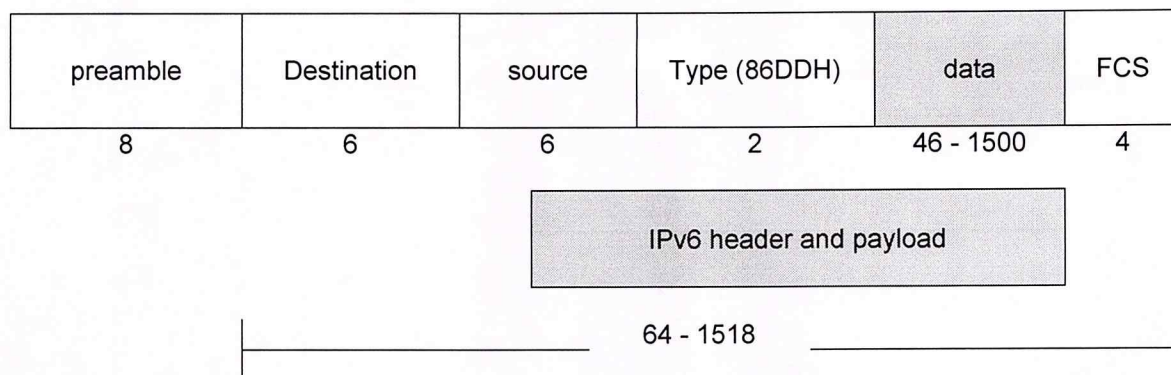 preamble Destination source Type (86DDH) data FCS
8 6 6 2 46 - 1500 4
IPv6 header and payload
64 - 1518